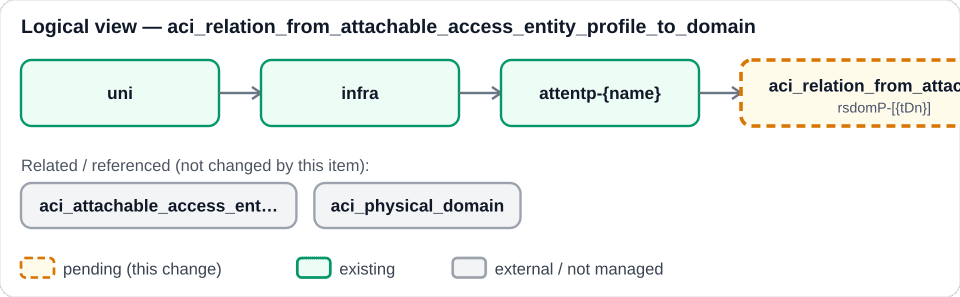 Logical view — aci_relation_from_attachable_access_entity_profile_to_domain
uni
infra
attentp-{name}
aci_relation_from_attac
rsdomP-[{tDn}]
Related / referenced (not changed by this item):
aci_attachable_access_ent…
aci_physical_domain
pending (this change)
existing
external / not managed